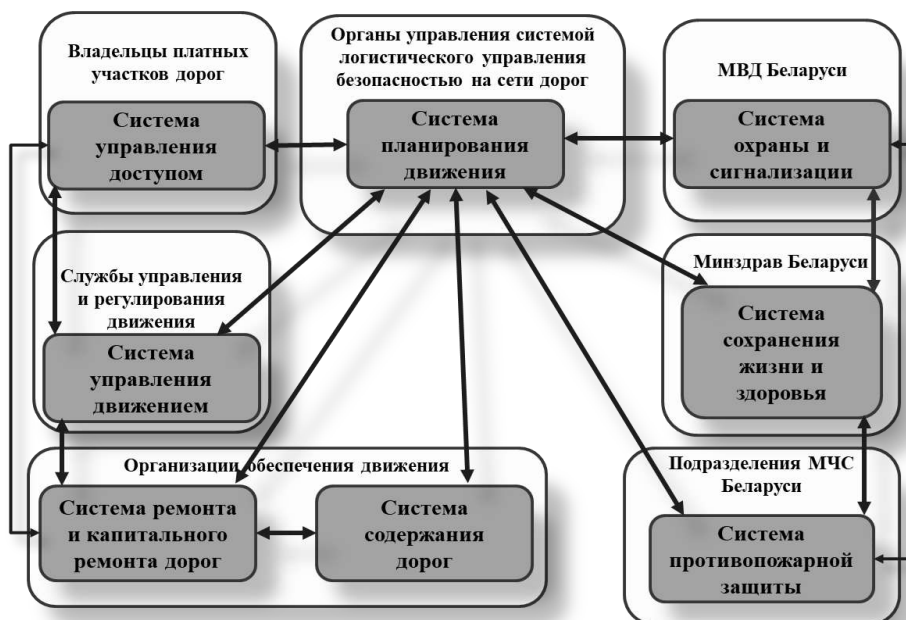 Владельцы платных
участков дорог
Система
управления
доступом
Органы управления системой
логистического управления
безопасностью на сети дорог
Система
планирования
движения
МВД Беларуси
Система
охраны и
сигнализации
Службы управления
и регулирования
движения
Система
управления
движением
Минздрав Беларуси
Система
сохранения
жизни и
здоровья
Организации обеспечения движения
Система ремонта
и капитального
ремонта дорог
Система
содержания
дорог
Подразделения МЧС
Беларуси
Система
противопожарной
защиты